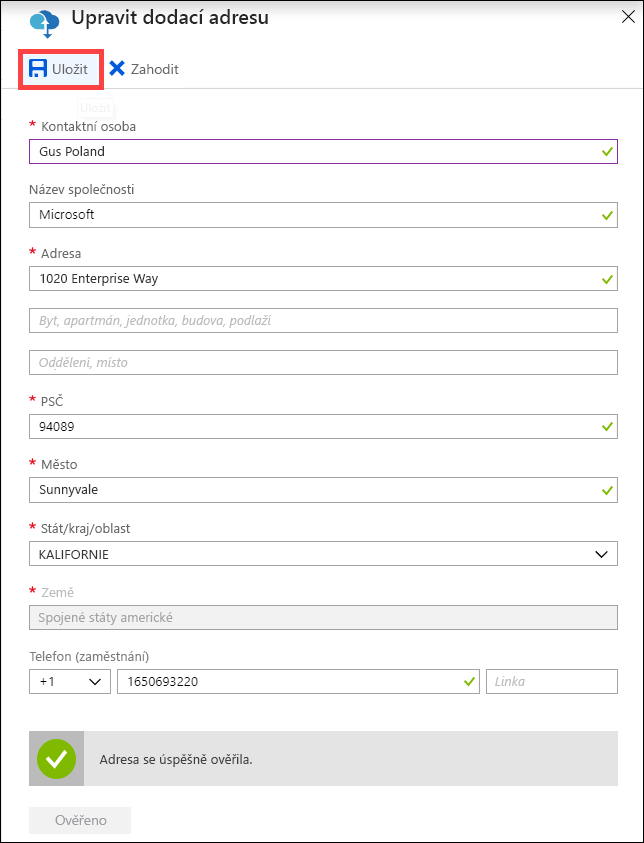 Upravit dodací adresu
Uložit Zahodit
Uložit
* Kontaktní osoba
Gus Poland
Název společnosti
Microsoft
* Adresa
1020 Enterprise Way
Byt, apartmán, jednotka, budova, podlaží
Oddělení, místo
* PSČ
94089
* Město
Sunnyvale
* Stát/kraj/oblast
KALIFORNIE
* Země
Spojené státy americké
Telefon (zaměstnání)
+1 1650693220 Linka
Adresa se úspěšně ověřila.
Ověřeno